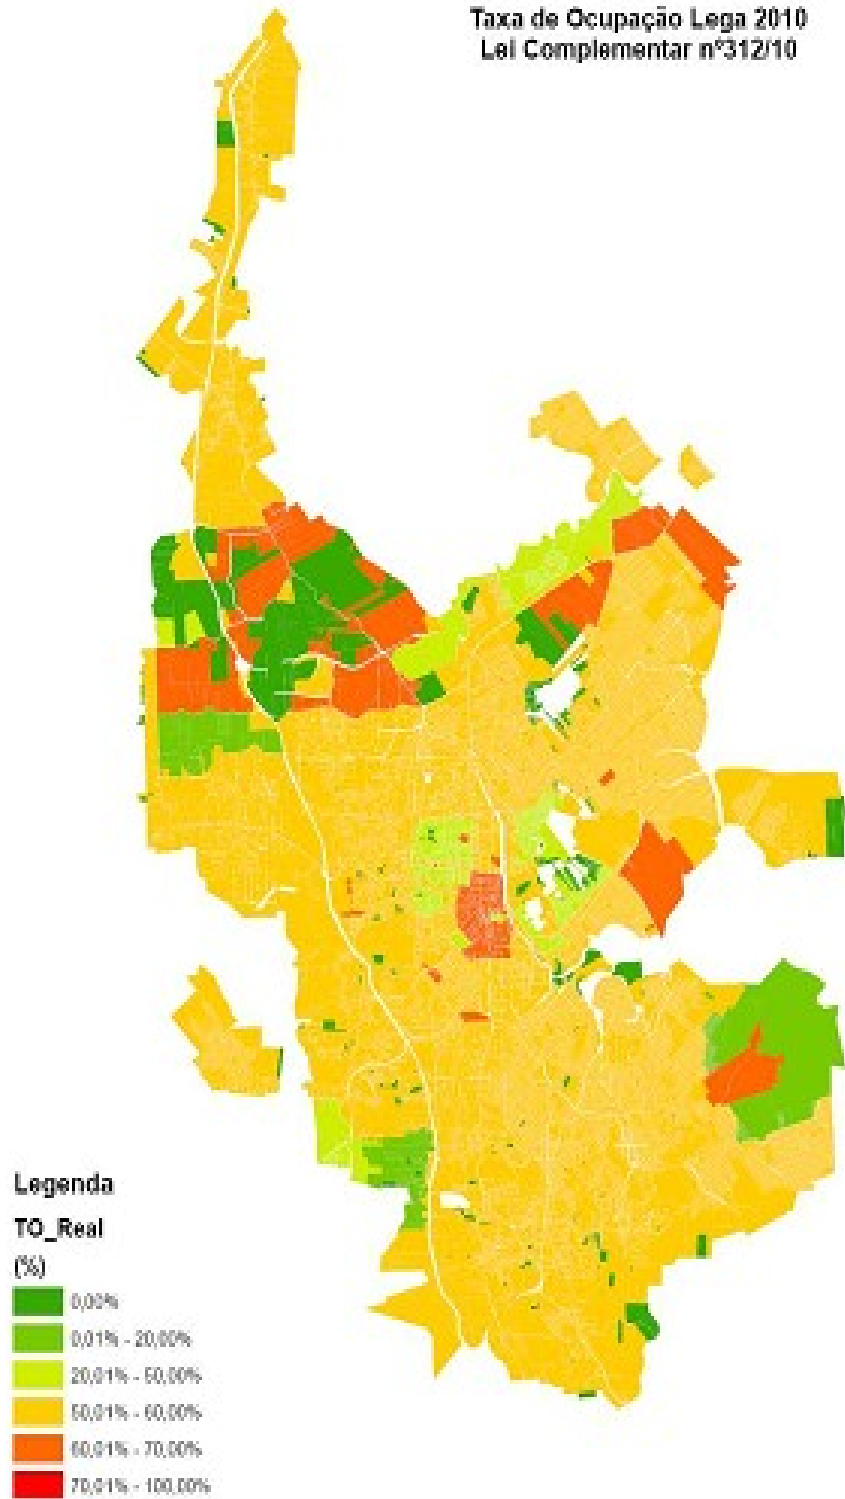 Taxa de Ocupação Lega 2010
Lei Complementar nº312/10
Legenda
TO_Real
(%)
0,00%
0,01% - 20,00%
20,01% - 50,00%
50,01% - 60,00%
60,01% - 70,00%
70,01% - 100,00%